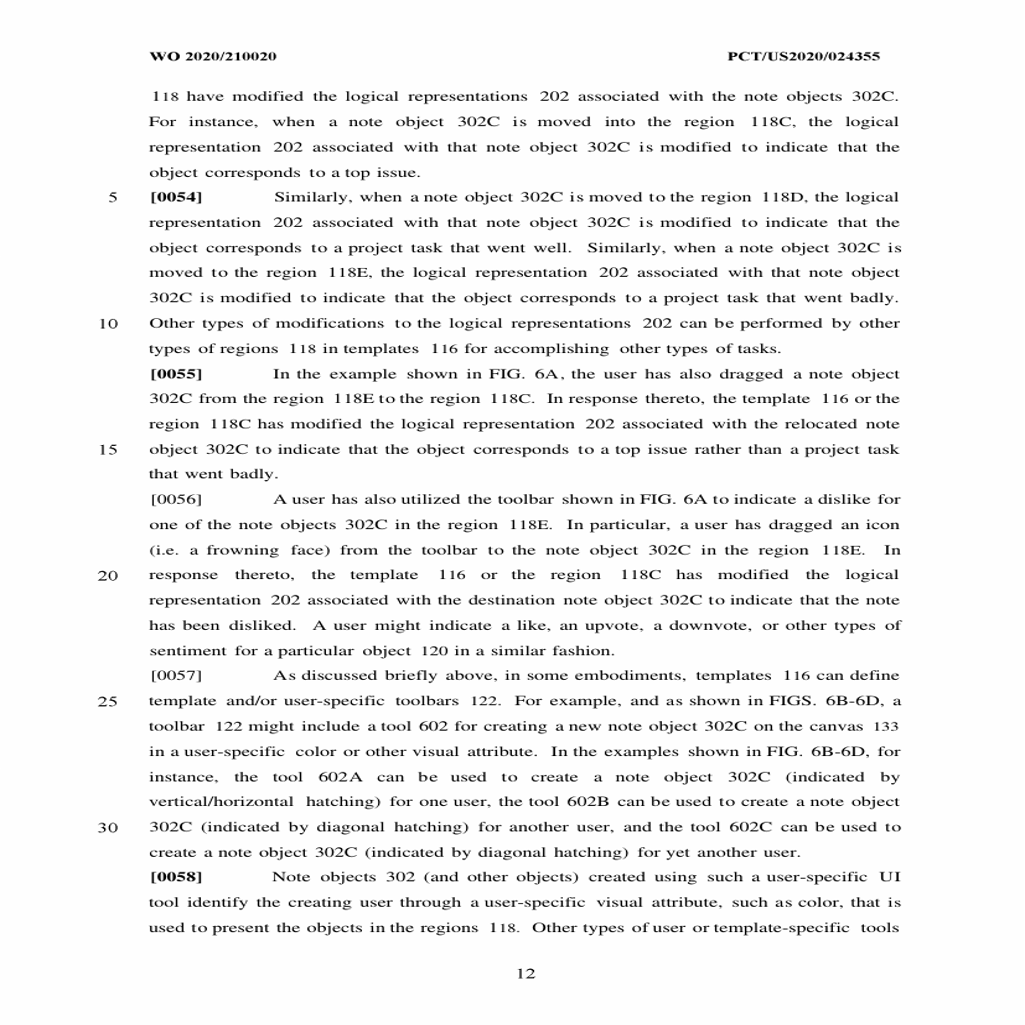 WO 2020/210020 PCT/US2020/024355
118 have modified the logical representations 202 associated with the note objects 302C.
For instance, when a note object 302C is moved into the region 118C, the logical
representation 202 associated with that note object 302C is modified to indicate that the
object corresponds to a top issue.
5 [0054] Similarly, when a note object 302C is moved to the region 118D, the logical
representation 202 associated with that note object 302C is modified to indicate that the
object corresponds to a project task that went well. Similarly, when a note object 302C is
moved to the region 118E, the logical representation 202 associated with that note object
302C is modified to indicate that the object corresponds to a project task that went badly.
10 Other types of modifications to the logical representations 202 can be performed by other
types of regions 118 in templates 116 for accomplishing other types of tasks.
[0055] In the example shown in FIG. 6A, the user has also dragged a note object
302C from the region 118E to the region 118C. In response thereto, the template 116 or the
region 118C has modified the logical representation 202 associated with the relocated note
15 object 302C to indicate that the object corresponds to a top issue rather than a project task
that went badly.
[0056] A user has also utilized the toolbar shown in FIG. 6A to indicate a dislike for
one of the note objects 302C in the region 118E. In particular, a user has dragged an icon
(i.e. a frowning face) from the toolbar to the note object 302C in the region 118E. In
20 response thereto, the template 116 or the region 118C has modified the logical
representation 202 associated with the destination note object 302C to indicate that the note
has been disliked. A user might indicate a like, an upvote, a downvote, or other types of
sentiment for a particular object 120 in a similar fashion.
[0057] As discussed briefly above, in some embodiments, templates 116 can define
25 template and/or user-specific toolbars 122. For example, and as shown in FIGS. 6B-6D, a
toolbar 122 might include a tool 602 for creating a new note object 302C on the canvas 133
in a user-specific color or other visual attribute. In the examples shown in FIG. 6B-6D, for
instance, the tool 602A can be used to create a note object 302C (indicated by
vertical/horizontal hatching) for one user, the tool 602B can be used to create a note object
30 302C (indicated by diagonal hatching) for another user, and the tool 602C can be used to
create a note object 302C (indicated by diagonal hatching) for yet another user.
[0058] Note objects 302 (and other objects) created using such a user-specific UI
tool identify the creating user through a user-specific visual attribute, such as color, that is
used to present the objects in the regions 118. Other types of user or template-specific tools
12